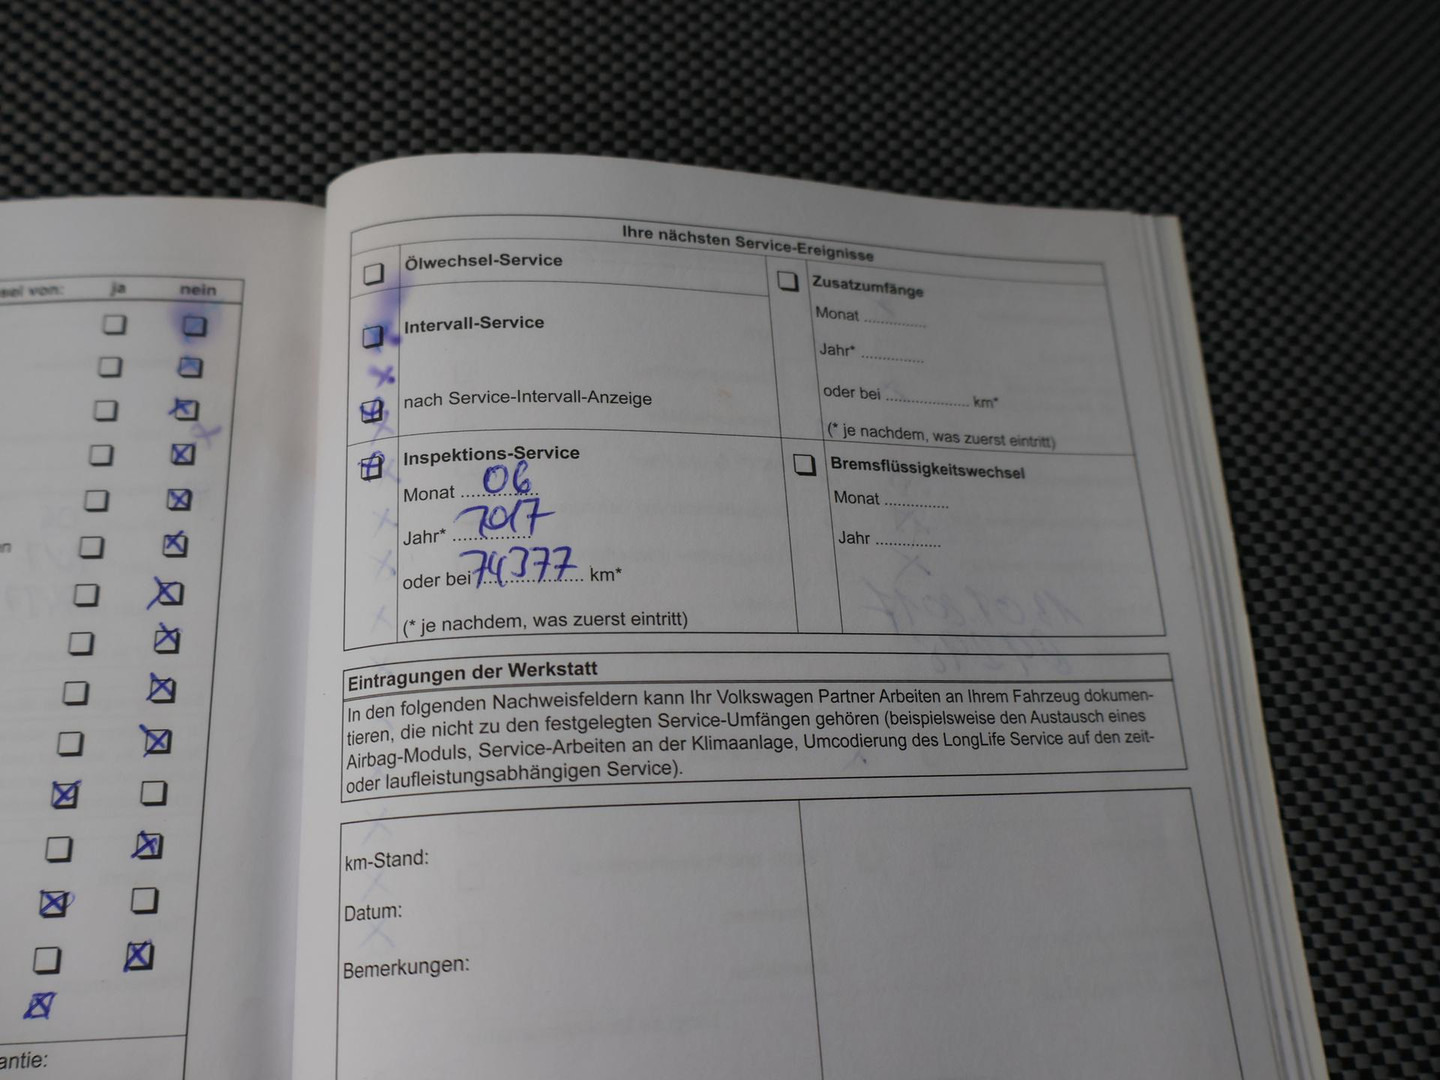 sel von: ja nein
antie:
Ihre nächsten Service-Ereignisse
Ölwechsel-Service
Intervall-Service
nach Service-Intervall-Anzeige
Inspektions-Service
Monat 06
Jahr* 2017
oder bei 74377 km*
(* je nachdem, was zuerst eintritt)
Zusatzumfänge
Monat ..............
Jahr* ..............
oder bei .................. km*
(* je nachdem, was zuerst eintritt)
Bremsflüssigkeitswechsel
Monat ..............
Jahr ..............
Eintragungen der Werkstatt
In den folgenden Nachweisfeldern kann Ihr Volkswagen Partner Arbeiten an Ihrem Fahrzeug dokumen-
tieren, die nicht zu den festgelegten Service-Umfängen gehören (beispielsweise den Austausch eines
Airbag-Moduls, Service-Arbeiten an der Klimaanlage, Umcodierung des LongLife Service auf den zeit-
oder laufleistungsabhängigen Service).
km-Stand:
Datum:
Bemerkungen: